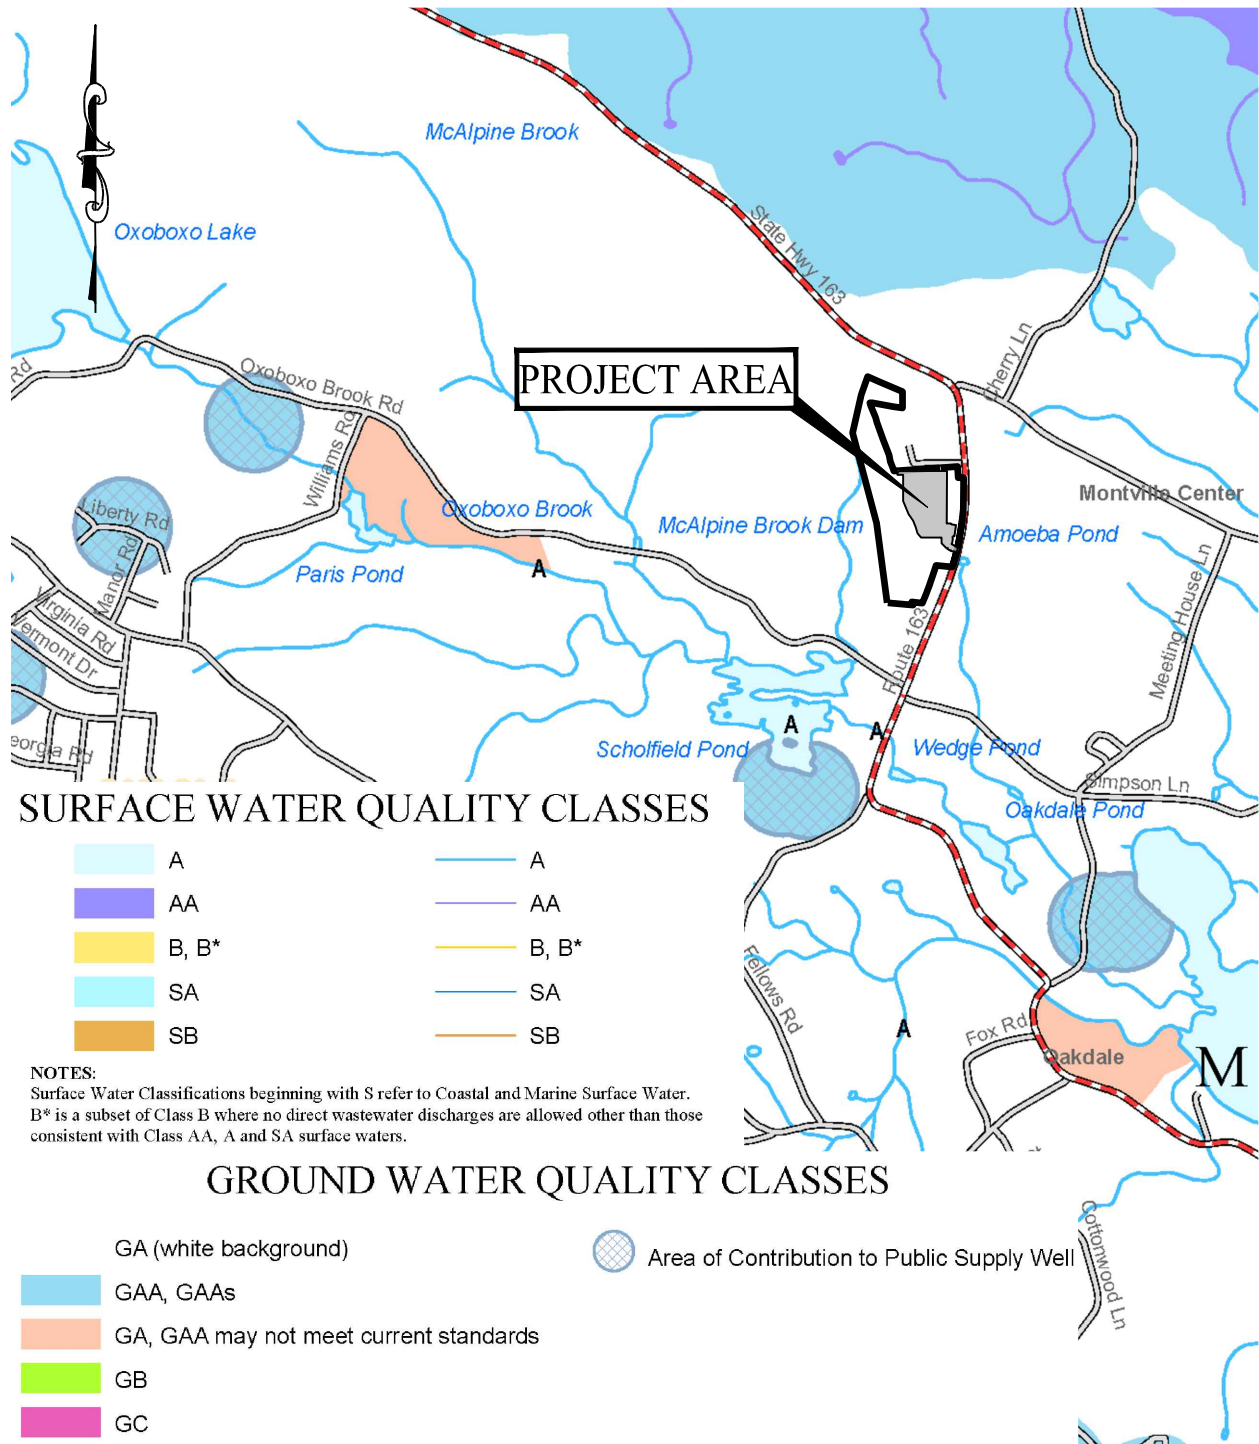 McAlpine Brook
Oxoboxo Lake
State Hwy 163
Cherry Ln
PROJECT AREA
Rd
Oxoboxo Brook Rd
Williams Rd
Liberty Rd
Manor Rd
Oxoboxo Brook
McAlpine Brook Dam
Montville Center
Amoeba Pond
Paris Pond
A
Virginia Rd
Vermont Dr
eorgia Rd
Route 163
Meeting House Ln
Scholfield Pond
A
A
Wedge Pond
Simpson Ln
Oakdale Pond
SURFACE WATER QUALITY CLASSES
A
A
AA
AA
B, B*
B, B*
SA
SA
SB
SB
NOTES:
Surface Water Classifications beginning with S refer to Coastal and Marine Surface Water.
B* is a subset of Class B where no direct wastewater discharges are allowed other than those
consistent with Class AA, A and SA surface waters.
Fellows Rd
A
Fox Rd
Oakdale
M
Cottonwood Ln
GROUND WATER QUALITY CLASSES
GA (white background)
Area of Contribution to Public Supply Well
GAA, GAAs
GA, GAA may not meet current standards
GB
GC